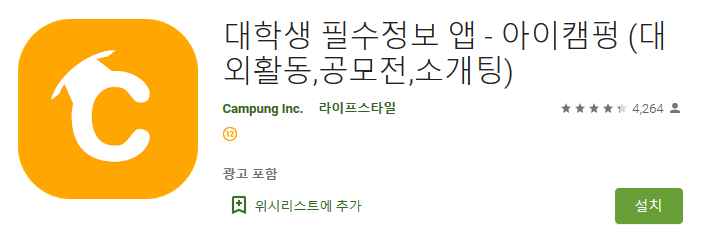 대학생 필수정보 앱 - 아이캠펑 (대
외활동,공모전,소개팅)
Campung Inc. 라이프스타일 4,264
12
광고 포함
위시리스트에 추가 설치